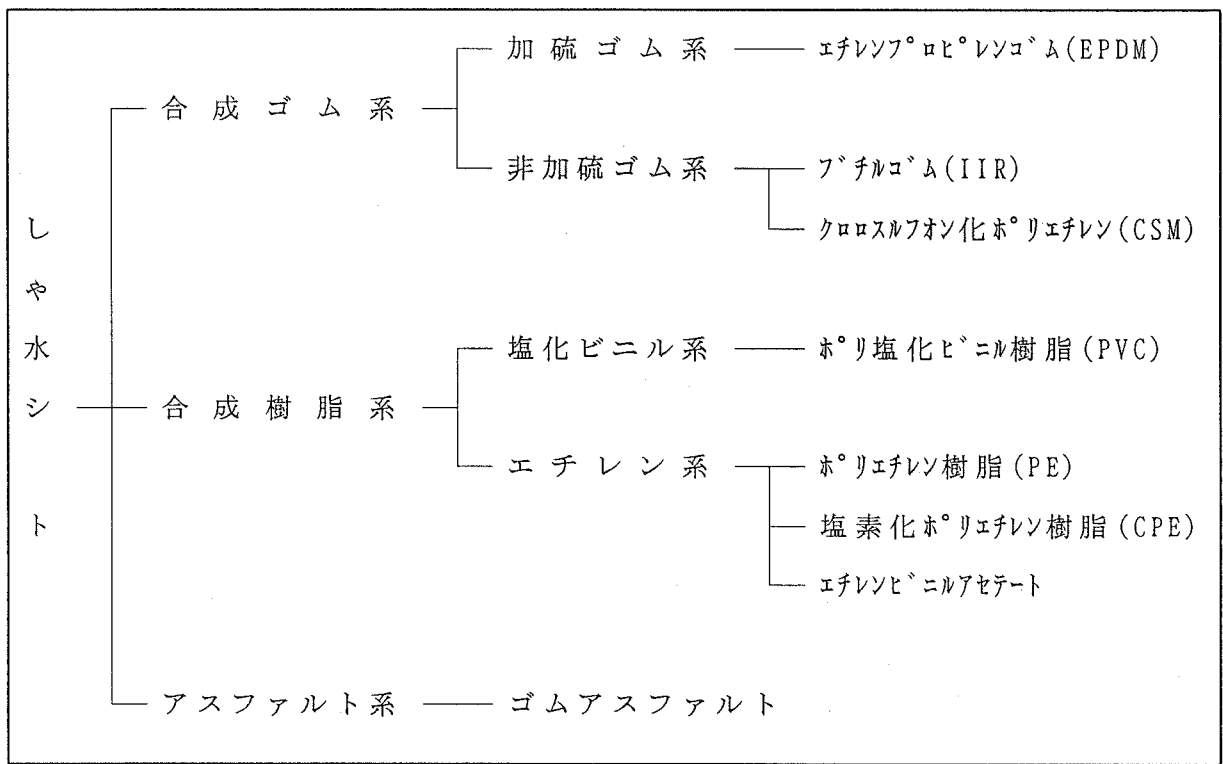 しゃ水シート
合成ゴム系
加硫ゴム系
エチレンプロピレンゴム(EPDM)
非加硫ゴム系
ブチルゴム(IIR)
クロロスルフオン化ポリエチレン(CSM)
合成樹脂系
塩化ビニル系
ポリ塩化ビニル樹脂(PVC)
エチレン系
ポリエチレン樹脂(PE)
塩素化ポリエチレン樹脂(CPE)
エチレンビニルアセテート
アスファルト系
ゴムアスファルト